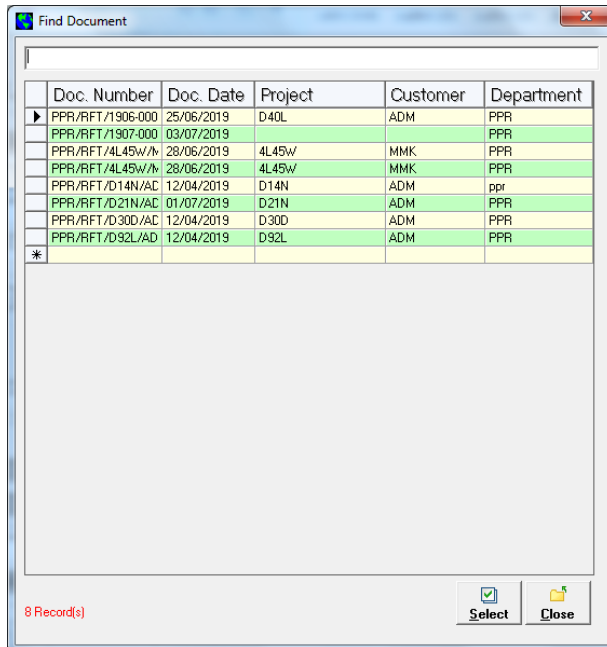 Find Document
Doc. Number Doc. Date Project Customer Department
PPR/RFT/1906-000 25/06/2019 D40L ADM PPR
PPR/RFT/1907-000 03/07/2019 PPR
PPR/RFT/4L45W/M 28/06/2019 4L45W MMK PPR
PPR/RFT/4L45W/M 28/06/2019 4L45W MMK PPR
PPR/RFT/D14N/AD 12/04/2019 D14N ADM ppr
PPR/RFT/D21N/AD 01/07/2019 D21N ADM PPR
PPR/RFT/D30D/AD 12/04/2019 D30D ADM PPR
PPR/RFT/D92L/AD 12/04/2019 D92L ADM PPR
8 Record(s)
Select Close